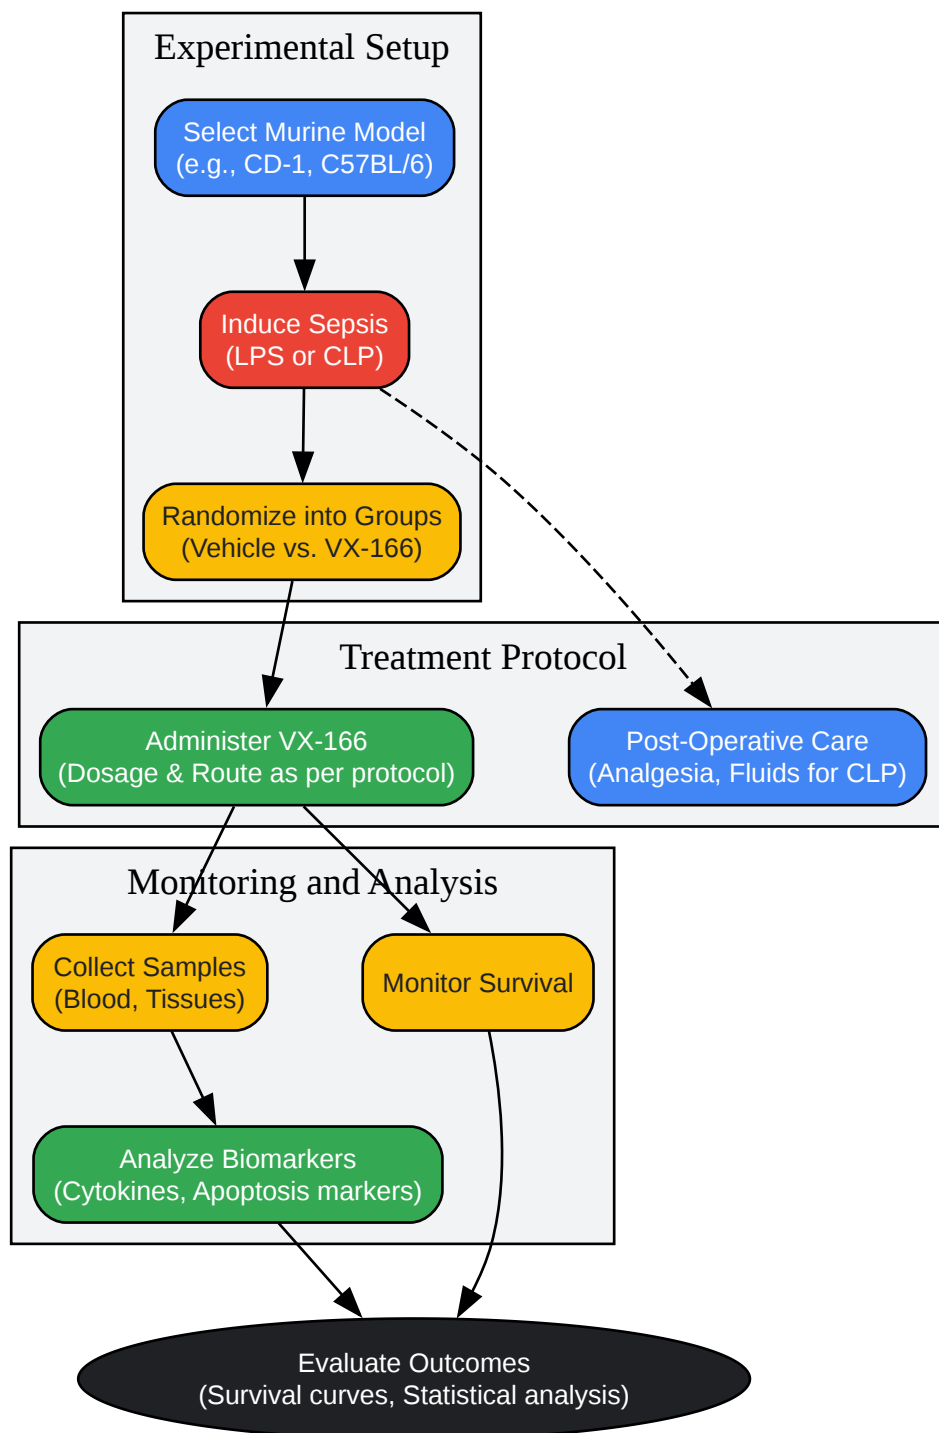 Experimental Setup
Select Murine Model
(e.g., CD-1, C57BL/6)
Induce Sepsis
(LPS or CLP)
Randomize into Groups
(Vehicle vs. VX-166)
Treatment Protocol
Administer VX-166
(Dosage & Route as per protocol)
Post-Operative Care
(Analgesia, Fluids for CLP)
Monitoring and Analysis
Collect Samples
(Blood, Tissues)
Monitor Survival
Analyze Biomarkers
(Cytokines, Apoptosis markers)
Evaluate Outcomes
(Survival curves, Statistical analysis)